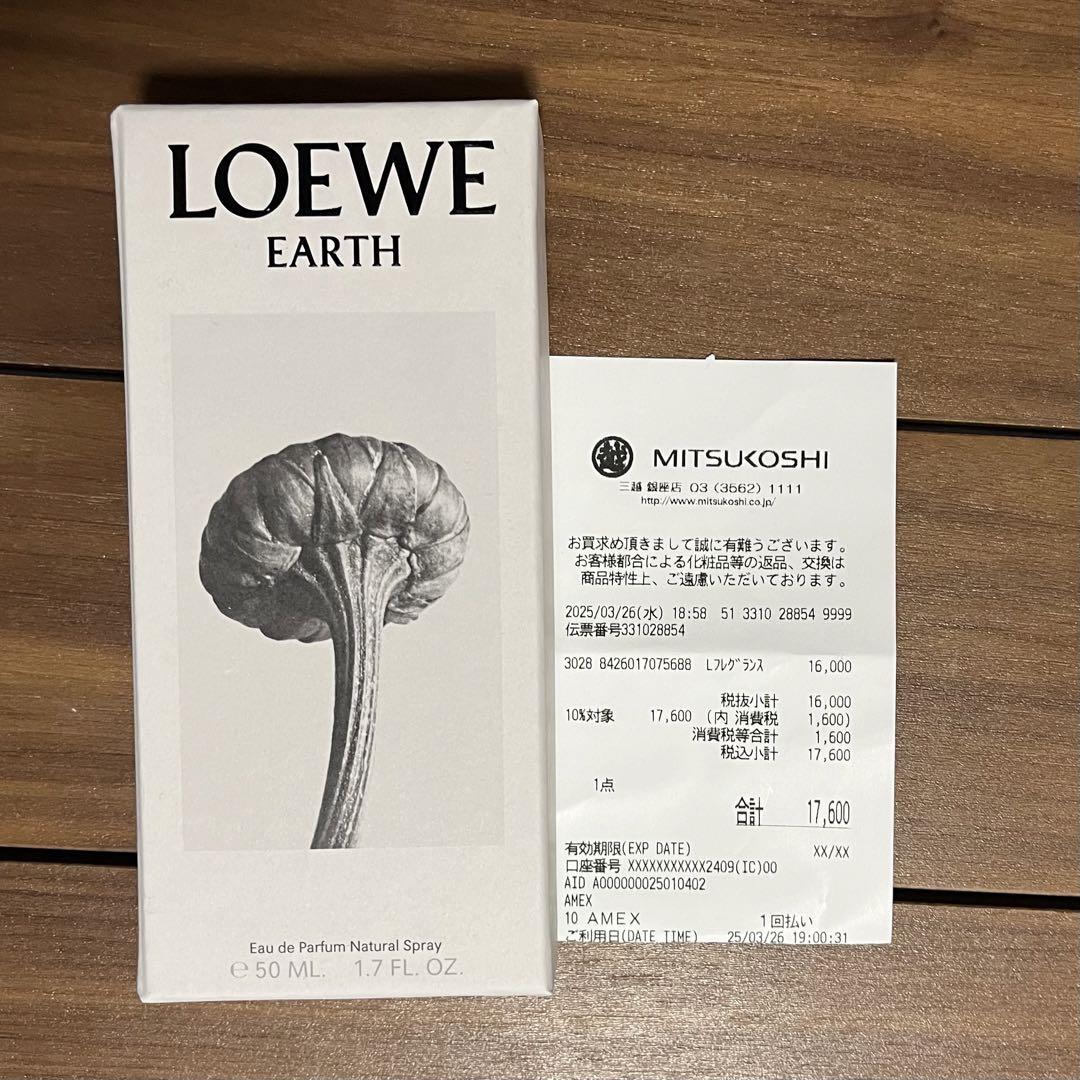 LOEWE
EARTH
Eau de Parfum Natural Spray
e 50 ML. 1.7 FL. OZ.
越 MITSUKOSHI
三越 銀座店 03 (3562) 1111
http://www.mitsukoshi.co.jp/
お買求め頂きまして誠に有難うございます。
お客様都合による化粧品等の返品、交換は
商品特性上、ご遠慮いただいております。
2025/03/26(水) 18:58 51 3310 28854 9999
伝票番号331028854
3028 8426017075688 Lフレグランス 16,000
税抜小計 16,000
10%対象 17,600 (内 消費税 1,600)
消費税等合計 1,600
税込小計 17,600
1点
合計 17,600
有効期限(EXP DATE) XX/XX
口座番号 XXXXXXXXXXX2409(IC)00
AID A000000025010402
AMEX
10 AMEX 1回払い
ご利用日(DATE TIME) 25/03/26 19:00:31